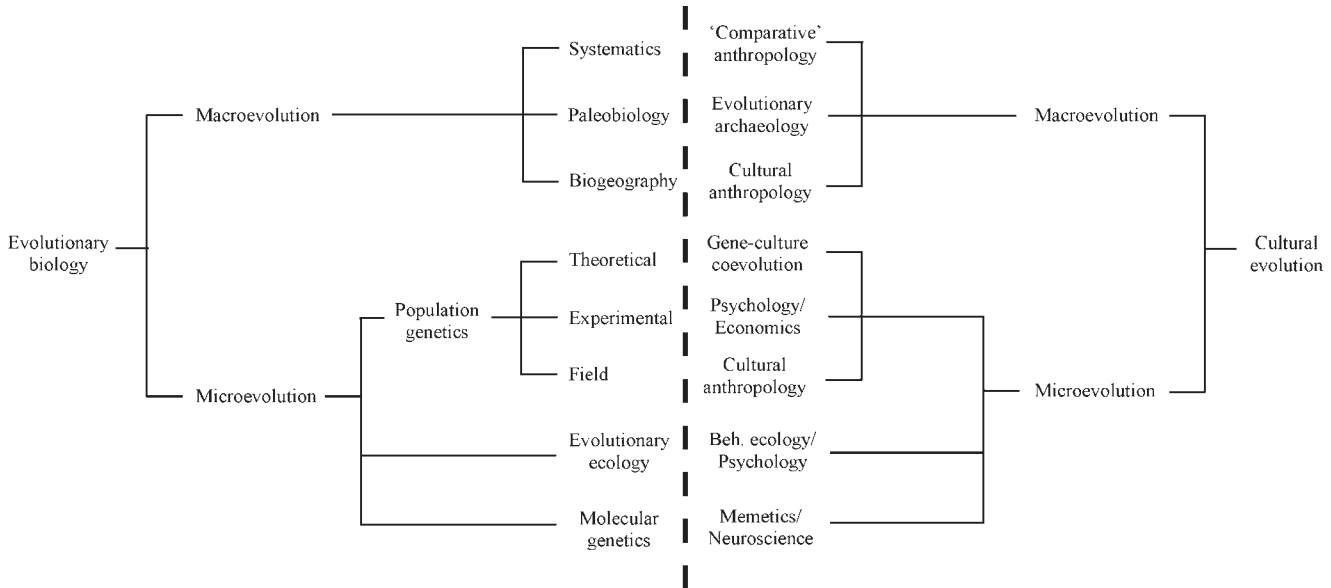 Systematics
'Comparative'
anthropology
Macroevolution
Paleobiology
Evolutionary
archaeology
Macroevolution
Biogeography
Cultural
anthropology
Evolutionary
biology
Theoretical
Gene-culture
coevolution
Cultural
evolution
Population
genetics
Experimental
Psychology/
Economics
Field
Cultural
anthropology
Microevolution
Microevolution
Evolutionary
ecology
Beh. ecology/
Psychology
Molecular
genetics
Memetics/
Neuroscience